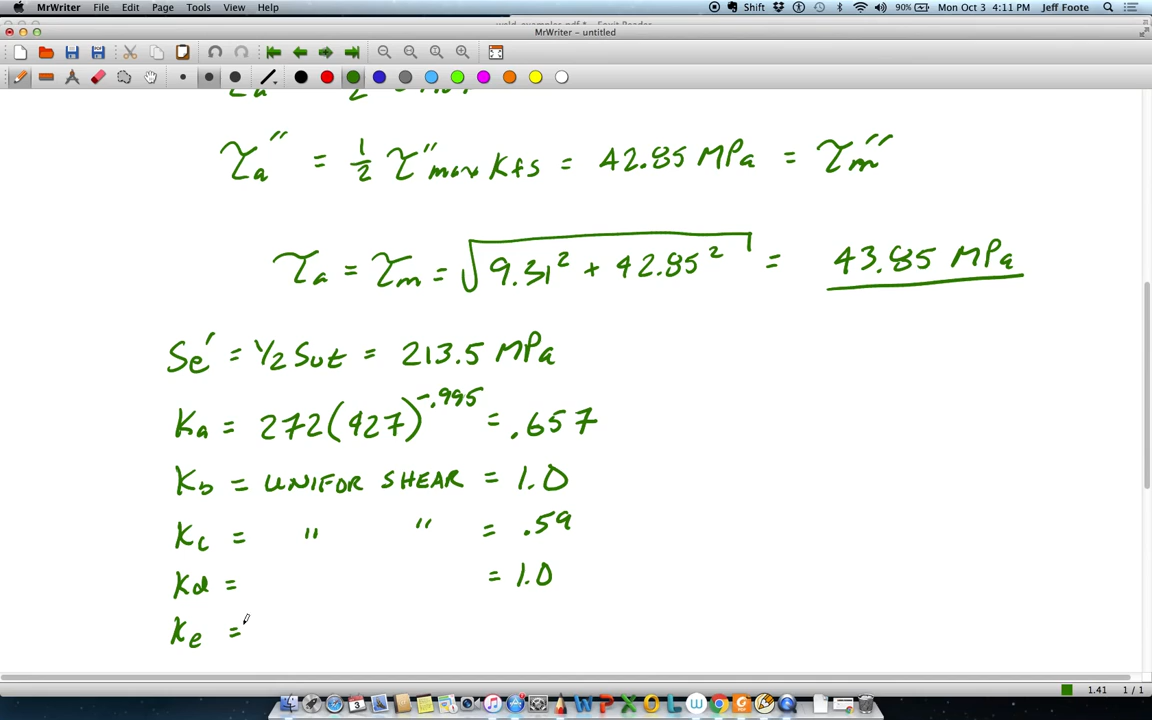 MrWriter File Edit Page Tools View Help Shift 90% Mon Oct 3 4:11 PM Jeff Foote
MrWriter - untitled
τa'' = 1/2 τ''max Kfs = 42.85 MPa = τm''
τa = τm = √(9.31² + 42.85²) = 43.85 MPa
Se' = 1/2 Sut = 213.5 MPa
Ka = 272(427)^-.995 = .657
Kb = UNIFOR SHEAR = 1.0
Kc = " " = .59
Kd = = 1.0
Ke =
1.41 1 / 1